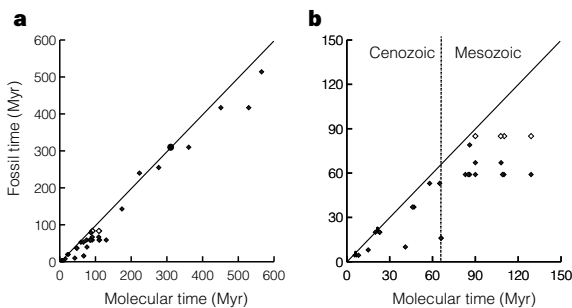 a
b
600
500
400
300
200
100
0
Fossil time (Myr)
0 100 200 300 400 500 600
Molecular time (Myr)
150
120
90
60
30
0
Cenozoic Mesozoic
0 30 60 90 120 150
Molecular time (Myr)